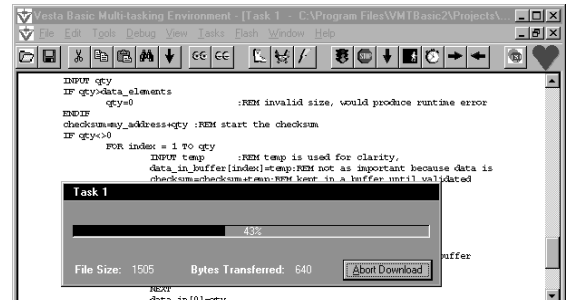 Vesta Basic Multi-tasking Environment - [Task 1 - C:\Program Files\VMTBasic2\Projects\...
File Edit Tools Debug View Tasks Flash Window Help
INPUT qty
IF qty>data_elements
qty=0 :REM invalid size, would produce runtime error
ENDIF
checksum=my_address+qty :REM start the checksum
IF qty<>0
FOR index = 1 TO qty
INPUT temp :REM temp is used for clarity,
data_in_buffer[index]=temp:REM not as important because data is
checksum=checksum+temp:REM kept in a buffer until validated
Task 1
43%
uffer
File Size: 1505 Bytes Transferred: 640 Abort Download
NEXT
data_in[0]=qty